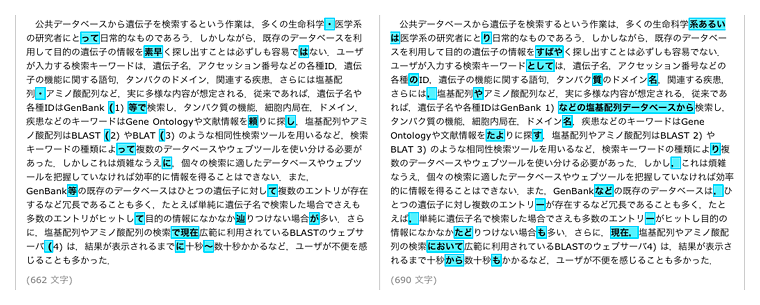 公共データベースから遺伝子を検索するという作業は，多くの生命科学・医学系
の研究者にとって日常的なものであろう．しかしながら，既存のデータベースを利
用して目的の遺伝子の情報を素早く探し出すことは必ずしも容易ではない．ユーザ
が入力する検索キーワードは，遺伝子名，アクセッション番号などの各種ID，遺伝
子の機能に関する語句，タンパクのドメイン，関連する疾患，さらには塩基配
列・アミノ酸配列など，実に多様な内容が想定される．従来であれば，遺伝子名や
各種IDはGenBank (1) 等で検索し，タンパク質の機能，細胞内局在，ドメイン，
疾患などのキーワードはGene Ontologyや文献情報を頼りに探し，塩基配列やアミ
ノ酸配列はBLAST (2) やBLAT (3) のような相同性検索ツールを用いるなど，検索
キーワードの種類によって複数のデータベースやウェブツールを使い分ける必要が
あった．しかしこれは煩雑なうえに，個々の検索に適したデータベースやウェブツ
ールを把握していなければ効率的に情報を得ることはできない．また，
GenBank等の既存のデータベースはひとつの遺伝子に対して複数のエントリが存在
するなど冗長であることも多く，たとえば単純に遺伝子名で検索した場合でさえも
多数のエントリがヒットして目的の情報になかなか辿りつけない場合が多い．さら
に，塩基配列やアミノ酸配列の検索で現在広範に利用されているBLASTのウェブサ
ーバ (4) は，結果が表示されるまでに十秒～数十秒かかるなど，ユーザが不便を感
じることも多かった．
(662 文字)
公共データベースから遺伝子を検索するという作業は，多くの生命科学系あるい
は医学系の研究者にとり日常的なものであろう．しかしながら，既存のデータベー
スを利用して目的の遺伝子の情報をすばやく探し出すことは必ずしも容易でない．
ユーザが入力する検索キーワードとしては，遺伝子名，アクセッション番号などの
各種のID，遺伝子の機能に関する語句，タンパク質のドメイン名，関連する疾患，
さらには，塩基配列やアミノ酸配列など，実に多様な内容が想定される．従来であ
れば，遺伝子名や各種IDはGenBank 1) などの塩基配列データベースから検索し，
タンパク質の機能，細胞内局在，ドメイン名，疾患などのキーワードはGene
Ontologyや文献情報をたよりに探す．塩基配列やアミノ酸配列はBLAST 2) や
BLAT 3) のような相同性検索ツールを用いるなど，検索キーワードの種類により複
数のデータベースやウェブツールを使い分ける必要があった．しかし，これは煩雑
なうえ，個々の検索に適したデータベースやウェブツールを把握していなければ効率
的に情報を得ることはできない．また，GenBankなどの既存のデータベースは，ひ
とつの遺伝子に対し複数のエントリーが存在するなど冗長であることも多く，たと
えば，単純に遺伝子名で検索した場合でさえも多数のエントリーがヒットし目的の
情報になかなかたどりつけない場合も多い．さらに，現在，塩基配列やアミノ酸配
列の検索において広範に利用されているBLASTのウェブサーバ4) は，結果が表示さ
れるまで十秒から数十秒もかかるなど，ユーザが不便を感じることも多かった．
(690 文字)